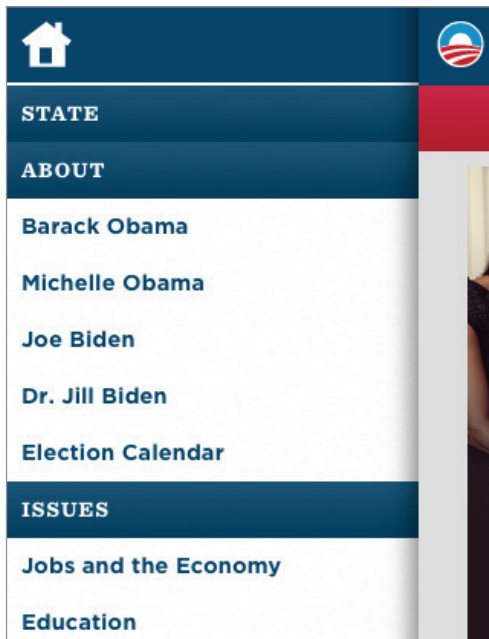 STATE
ABOUT
Barack Obama
Michelle Obama
Joe Biden
Dr. Jill Biden
Election Calendar
ISSUES
Jobs and the Economy
Education